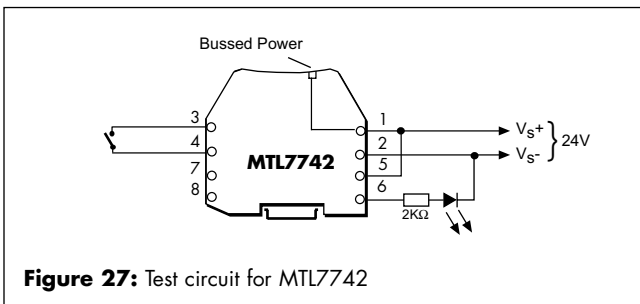 Bussed Power
3
4
7
8
MTL7742
1
2
5
6
Vs+
Vs-
24V
2KΩ
Figure 27: Test circuit for MTL7742